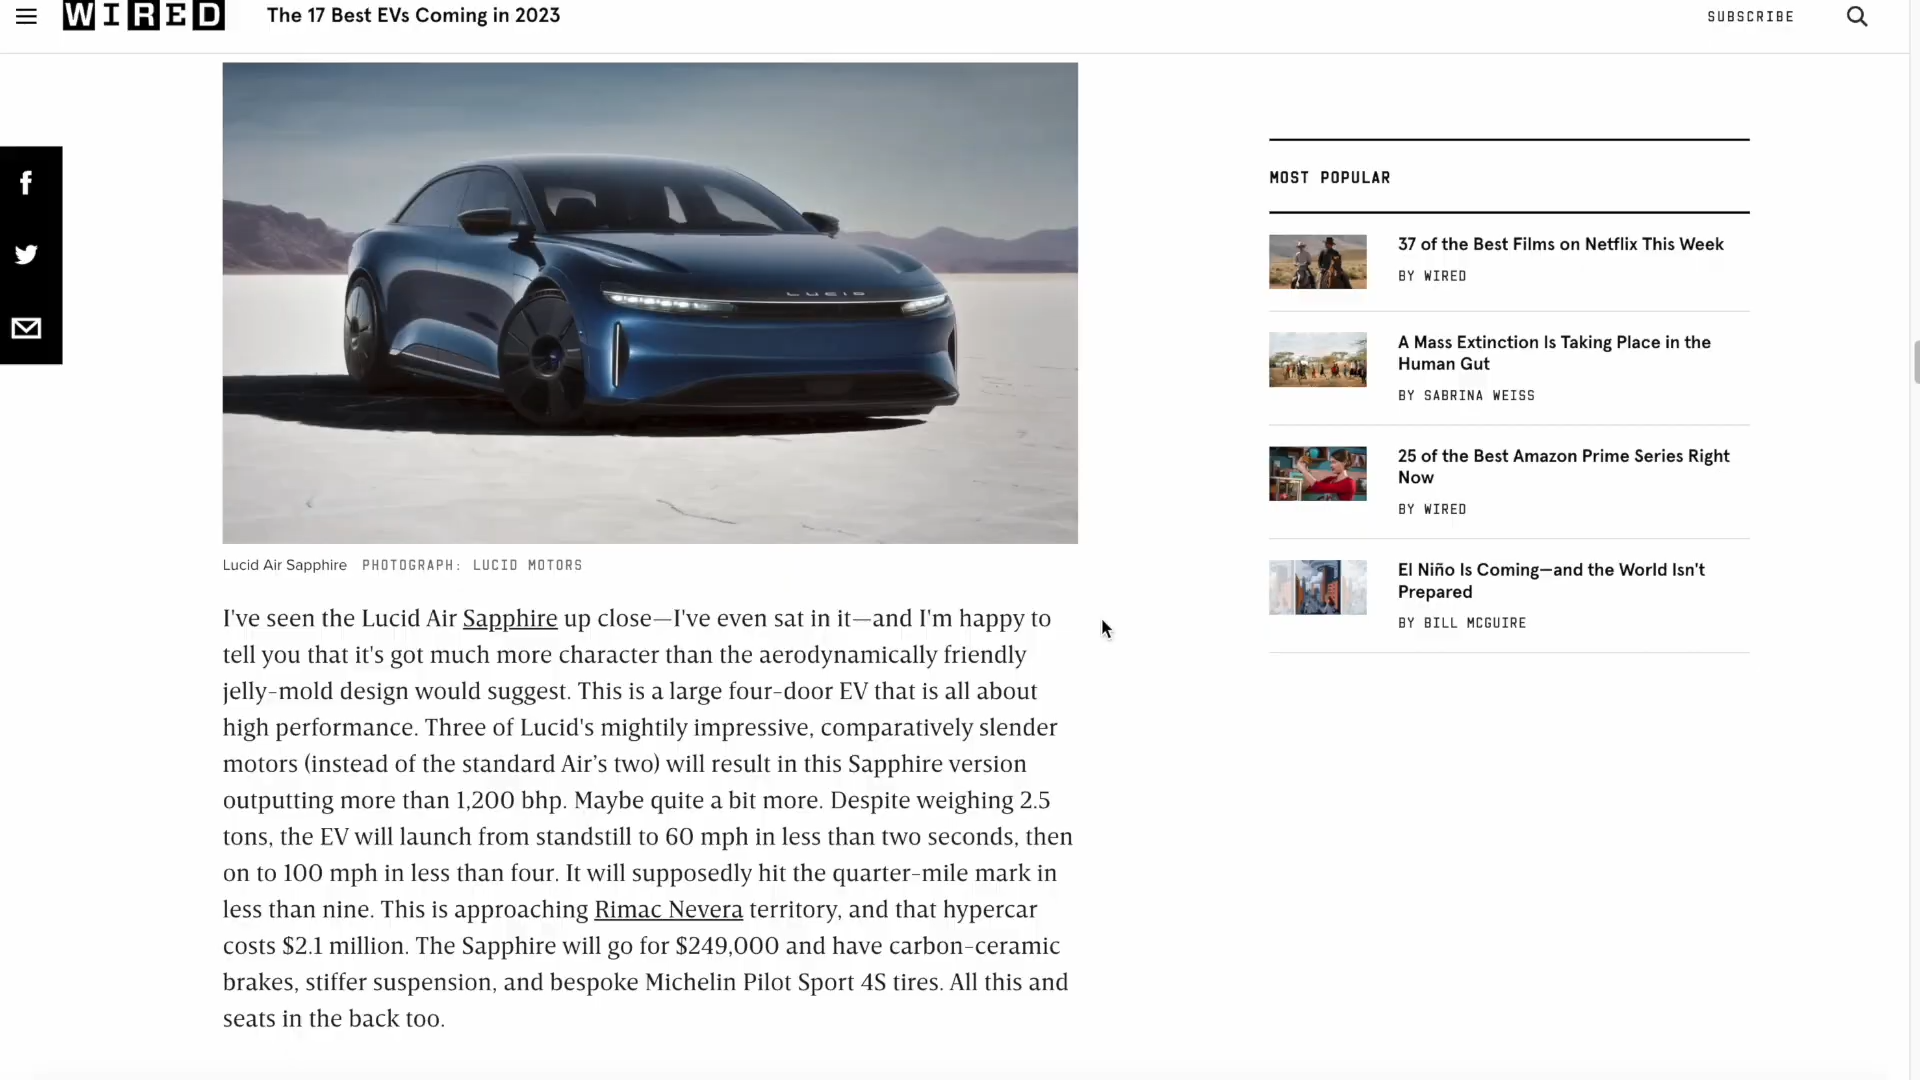 WIRED
The 17 Best EVs Coming in 2023
SUBSCRIBE
LUCID
Lucid Air Sapphire PHOTOGRAPH: LUCID MOTORS
I've seen the Lucid Air Sapphire up close—I've even sat in it—and I'm happy to
tell you that it's got much more character than the aerodynamically friendly
jelly-mold design would suggest. This is a large four-door EV that is all about
high performance. Three of Lucid's mightily impressive, comparatively slender
motors (instead of the standard Air’s two) will result in this Sapphire version
outputting more than 1,200 bhp. Maybe quite a bit more. Despite weighing 2.5
tons, the EV will launch from standstill to 60 mph in less than two seconds, then
on to 100 mph in less than four. It will supposedly hit the quarter-mile mark in
less than nine. This is approaching Rimac Nevera territory, and that hypercar
costs $2.1 million. The Sapphire will go for $249,000 and have carbon-ceramic
brakes, stiffer suspension, and bespoke Michelin Pilot Sport 4S tires. All this and
seats in the back too.
MOST POPULAR
37 of the Best Films on Netflix This Week
BY WIRED
A Mass Extinction Is Taking Place in the
Human Gut
BY SABRINA WEISS
25 of the Best Amazon Prime Series Right
Now
BY WIRED
El Niño Is Coming—and the World Isn't
Prepared
BY BILL MCGUIRE